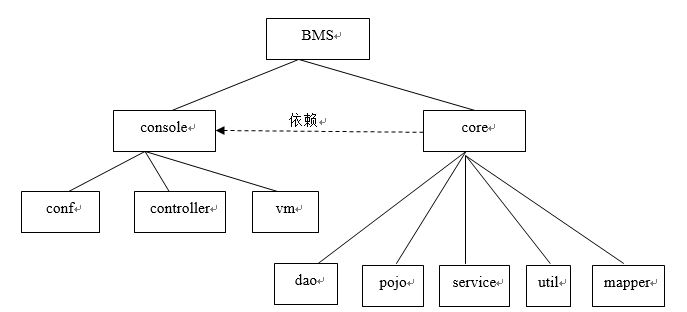 BMS
依赖
console
core
conf
controller
vm
dao
pojo
service
util
mapper